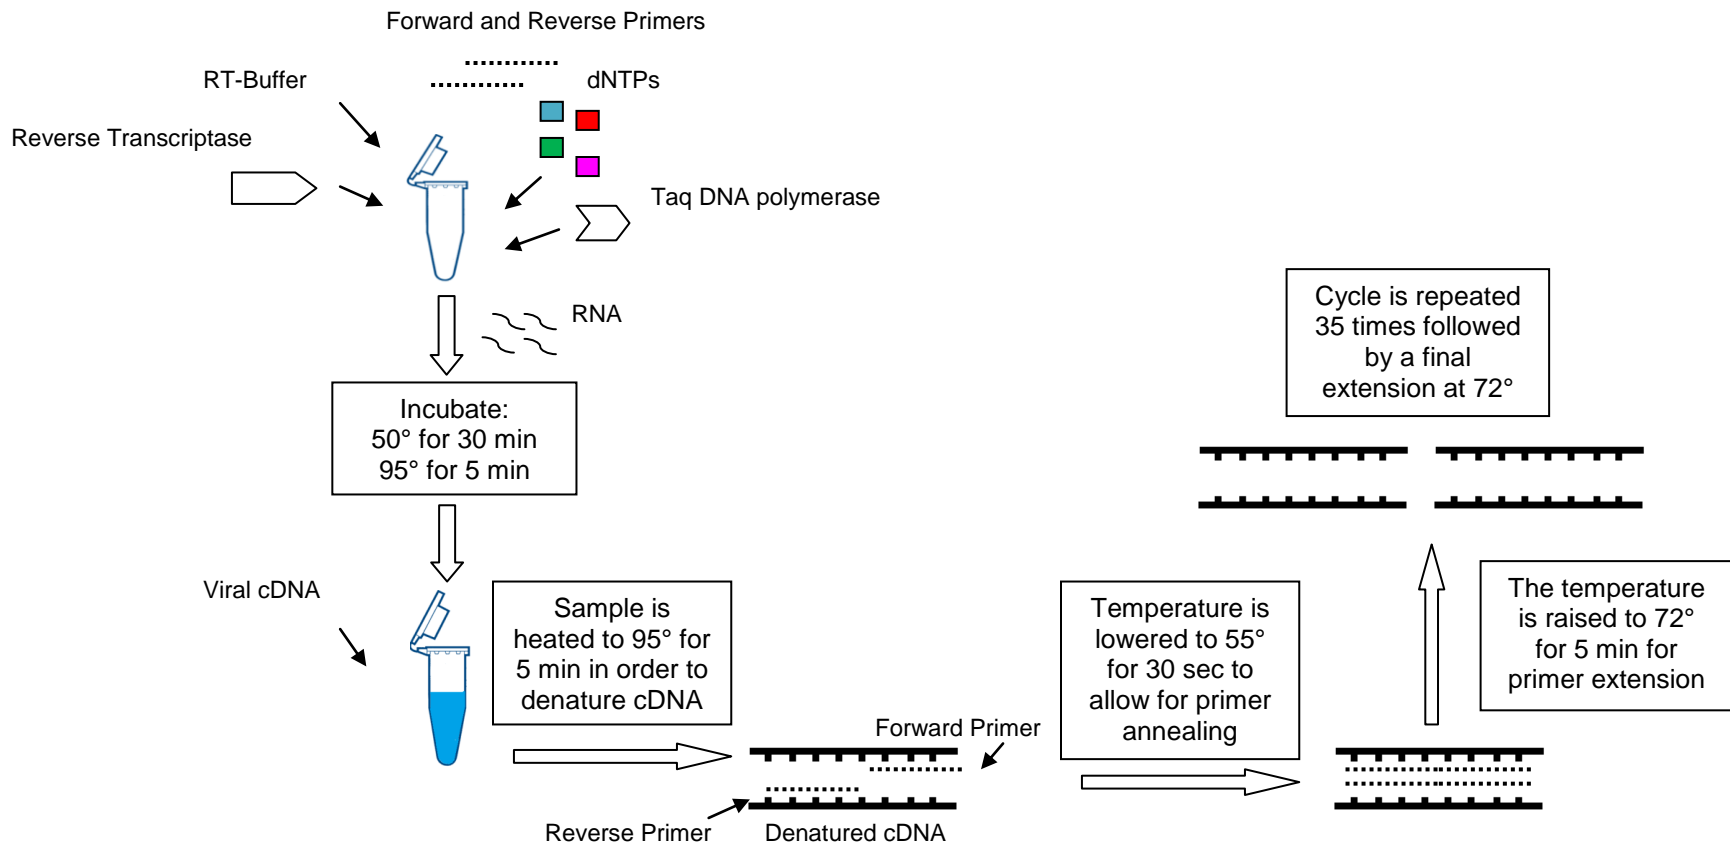 Forward and Reverse Primers
RT-Buffer
dNTPs
Reverse Transcriptase
Taq DNA polymerase
RNA
Incubate:
50° for 30 min
95° for 5 min
Viral cDNA
Sample is
heated to 95° for
5 min in order to
denature cDNA
Forward Primer
Reverse Primer
Denatured cDNA
Temperature is
lowered to 55°
for 30 sec to
allow for primer
annealing
The temperature
is raised to 72°
for 5 min for
primer extension
Cycle is repeated
35 times followed
by a final
extension at 72°